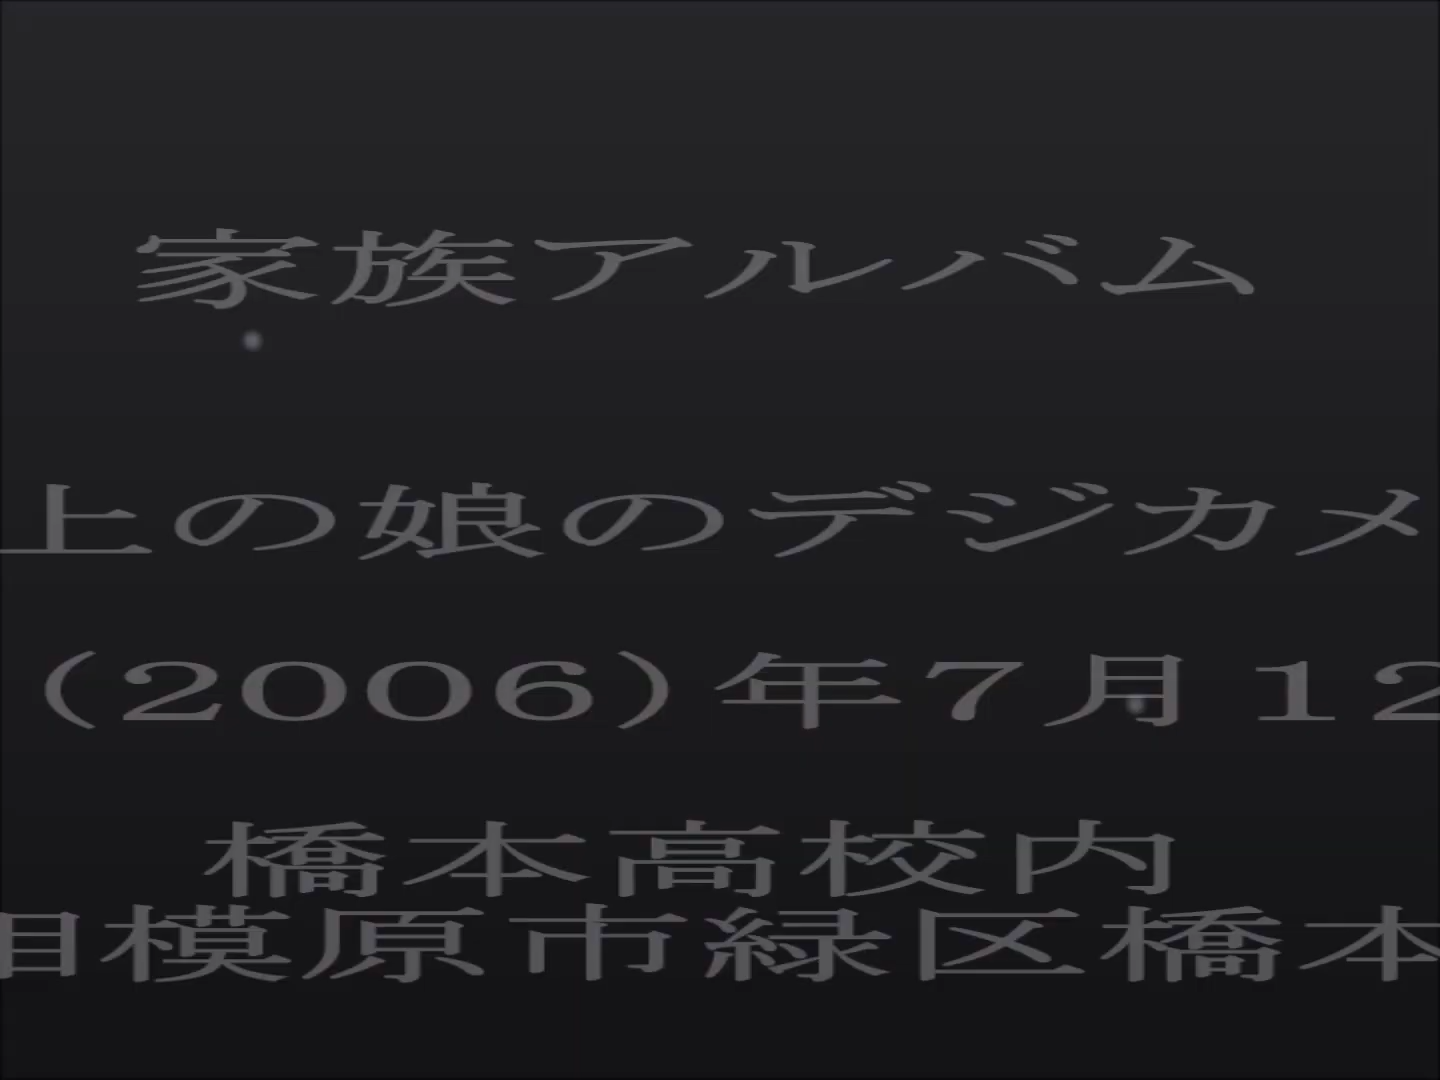 家族アルバム
上の娘のデジカメ
(2006)年7月12
橋本高校内
相模原市緑区橋本